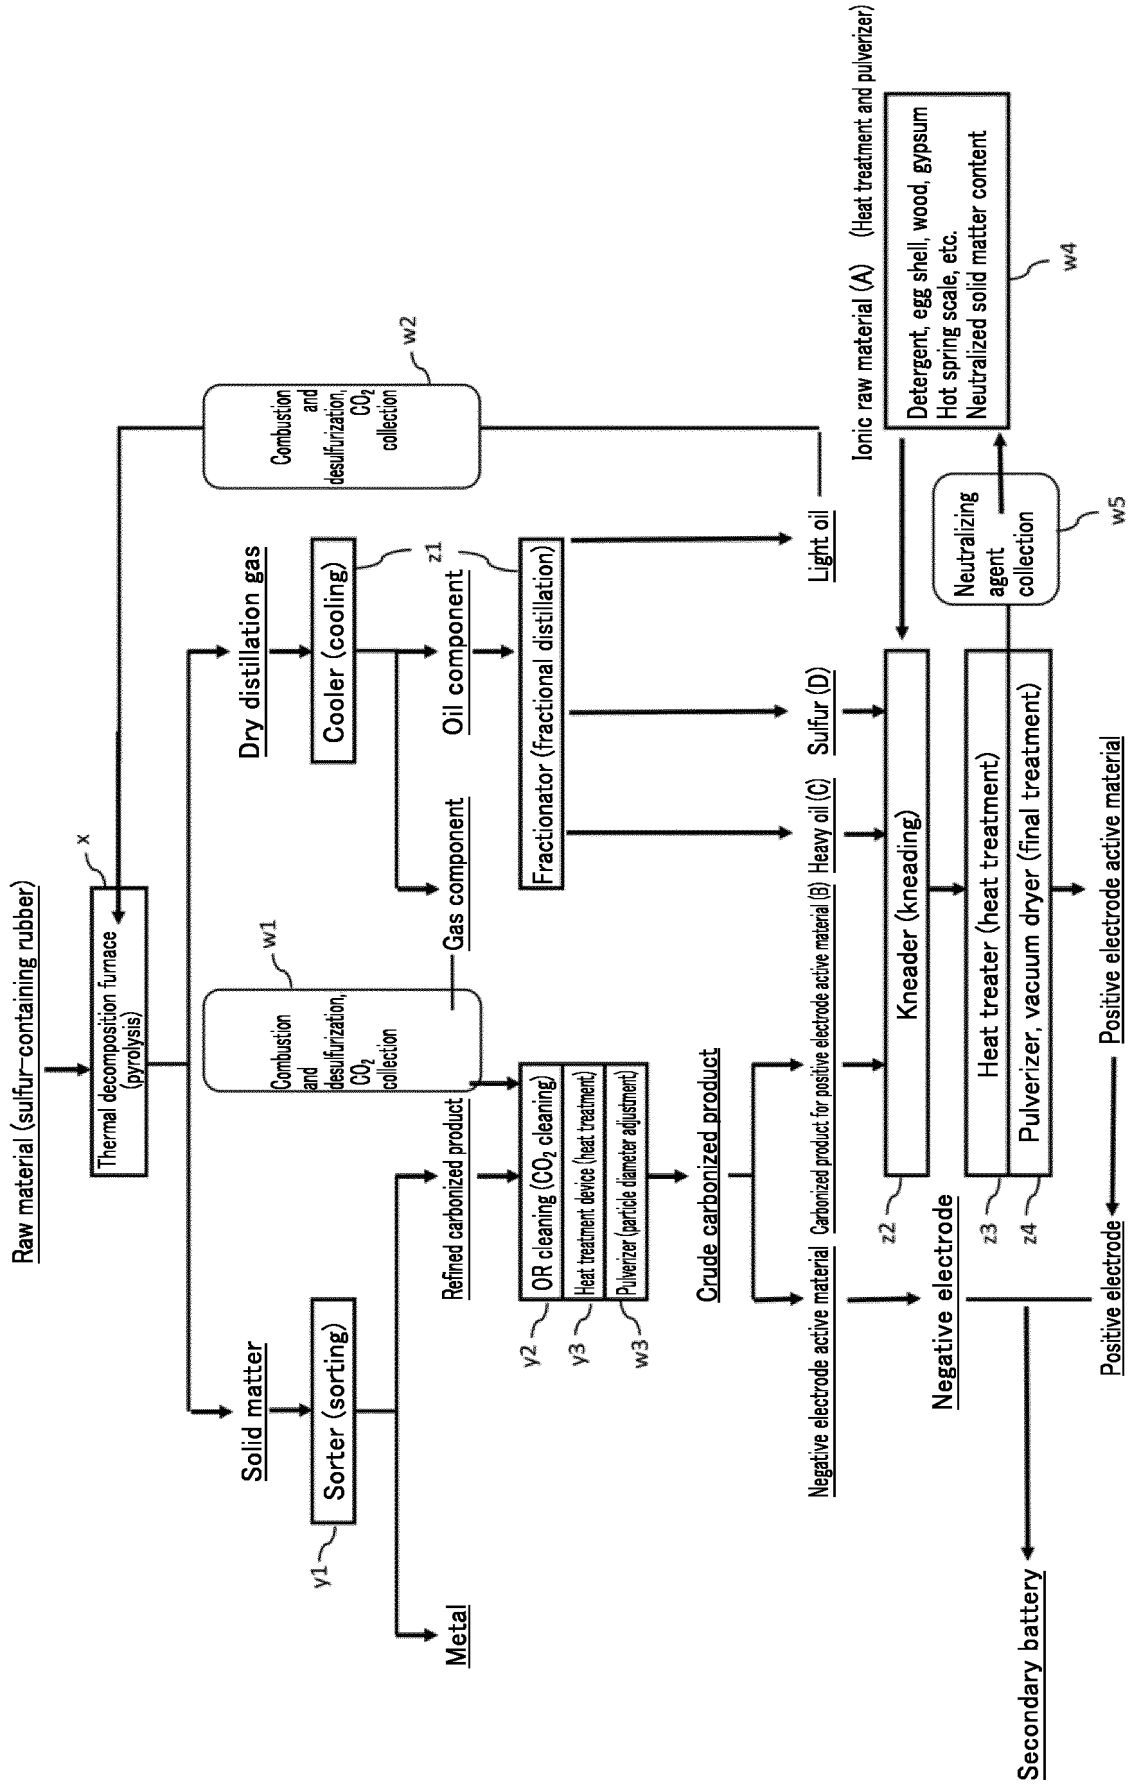 Raw material (sulfur-containing rubber)
x
Thermal decomposition furnace
(pyrolysis)
Solid matter
Dry distillation gas
y1
Sorter (sorting)
Cooler (cooling)
z1
w1
Combustion
and
desulfurization,
CO2
collection
w2
Combustion
and
desulfurization,
CO2
collection
Metal
Refined carbonized product
Gas component
Oil component
y2
OR cleaning (CO2 cleaning)
y3
Heat treatment device (heat treatment)
w3
Pulverizer (particle diameter adjustment)
Fractionator (fractional distillation)
Crude carbonized product
Negative electrode active material
Carbonized product for positive electrode active material (B)
Heavy oil (C)
Sulfur (D)
Light oil
Ionic raw material (A)
(Heat treatment and pulverizer)
z2
Kneader (kneading)
Detergent, egg shell, wood, gypsum
Hot spring scale, etc.
Neutralized solid matter content
w4
Negative electrode
z3
Heat treater (heat treatment)
z4
Pulverizer, vacuum dryer (final treatment)
Neutralizing
agent
collection
w5
Secondary battery
Positive electrode
Positive electrode active material